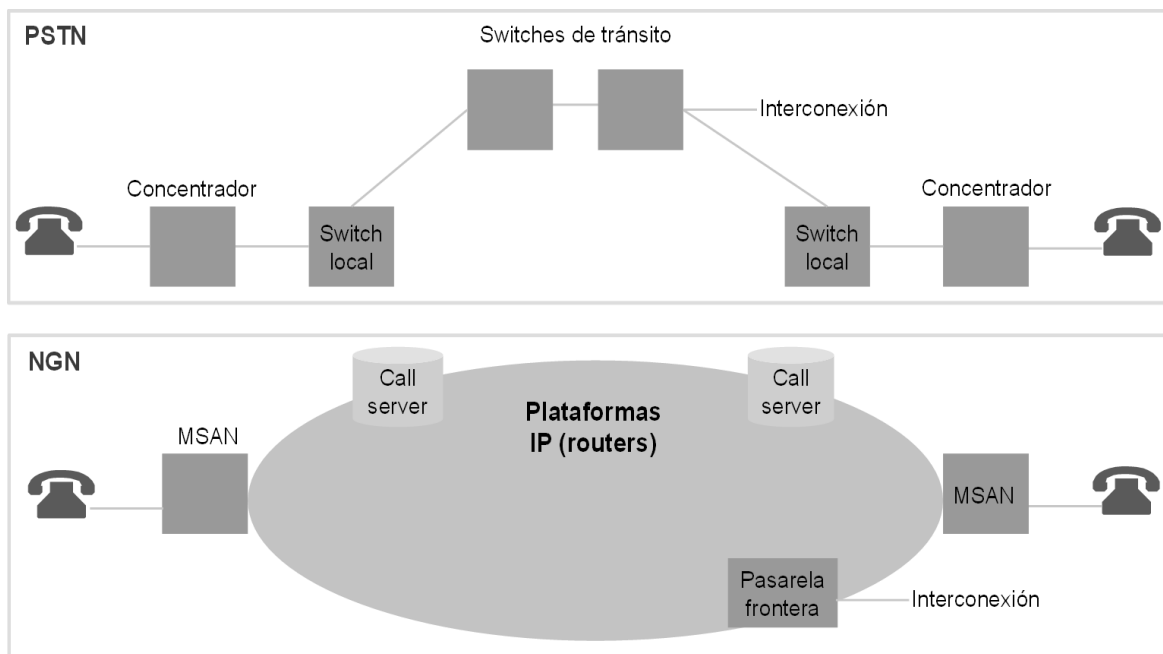 PSTN
Switches de tránsito
Interconexión
Concentrador
Concentrador
Switch
local
Switch
local
NGN
Call
server
Call
server
Plataformas
IP (routers)
MSAN
MSAN
Pasarela
frontera
Interconexión